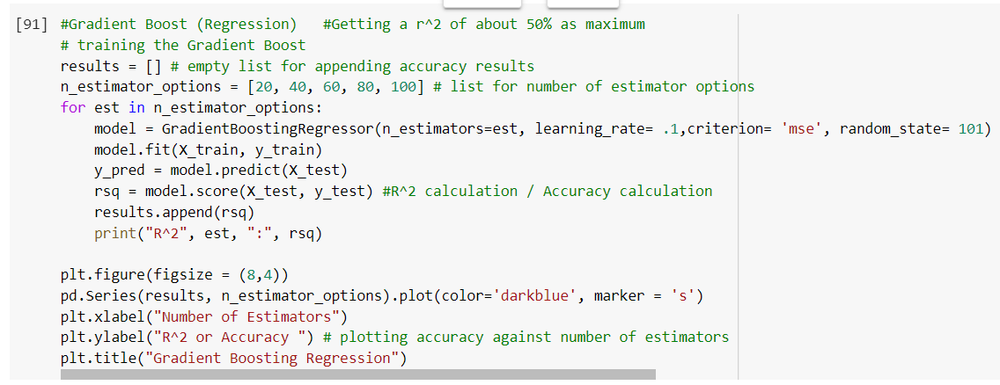 [91] #Gradient Boost (Regression)   #Getting a r^2 of about 50% as maximum
# training the Gradient Boost
results = [] # empty list for appending accuracy results
n_estimator_options = [20, 40, 60, 80, 100] # list for number of estimator options
for est in n_estimator_options:
    model = GradientBoostingRegressor(n_estimators=est, learning_rate= .1,criterion= 'mse', random_state= 101)
    model.fit(X_train, y_train)
    y_pred = model.predict(X_test)
    rsq = model.score(X_test, y_test) #R^2 calculation / Accuracy calculation
    results.append(rsq)
    print("R^2", est, ":", rsq)

plt.figure(figsize = (8,4))
pd.Series(results, n_estimator_options).plot(color='darkblue', marker = 's')
plt.xlabel("Number of Estimators")
plt.ylabel("R^2 or Accuracy ") # plotting accuracy against number of estimators
plt.title("Gradient Boosting Regression")